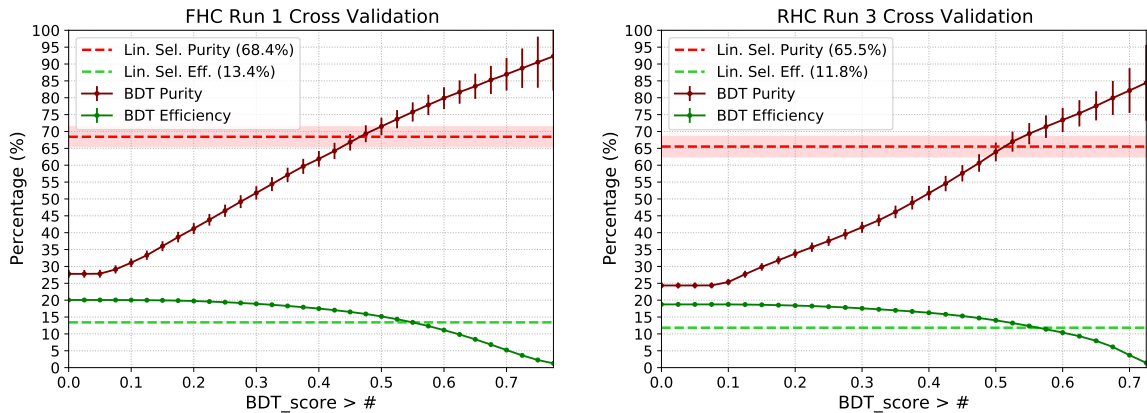 FHC Run 1 Cross Validation
100
95
90
85
80
75
70
65
60
55
50
45
40
35
30
25
20
15
10
5
0
Percentage (%)
Lin. Sel. Purity (68.4%)
Lin. Sel. Eff. (13.4%)
BDT Purity
BDT Efficiency
0.0 0.1 0.2 0.3 0.4 0.5 0.6 0.7
BDT_score > #
RHC Run 3 Cross Validation
100
95
90
85
80
75
70
65
60
55
50
45
40
35
30
25
20
15
10
5
0
Percentage (%)
Lin. Sel. Purity (65.5%)
Lin. Sel. Eff. (11.8%)
BDT Purity
BDT Efficiency
0.0 0.1 0.2 0.3 0.4 0.5 0.6 0.7
BDT_score > #